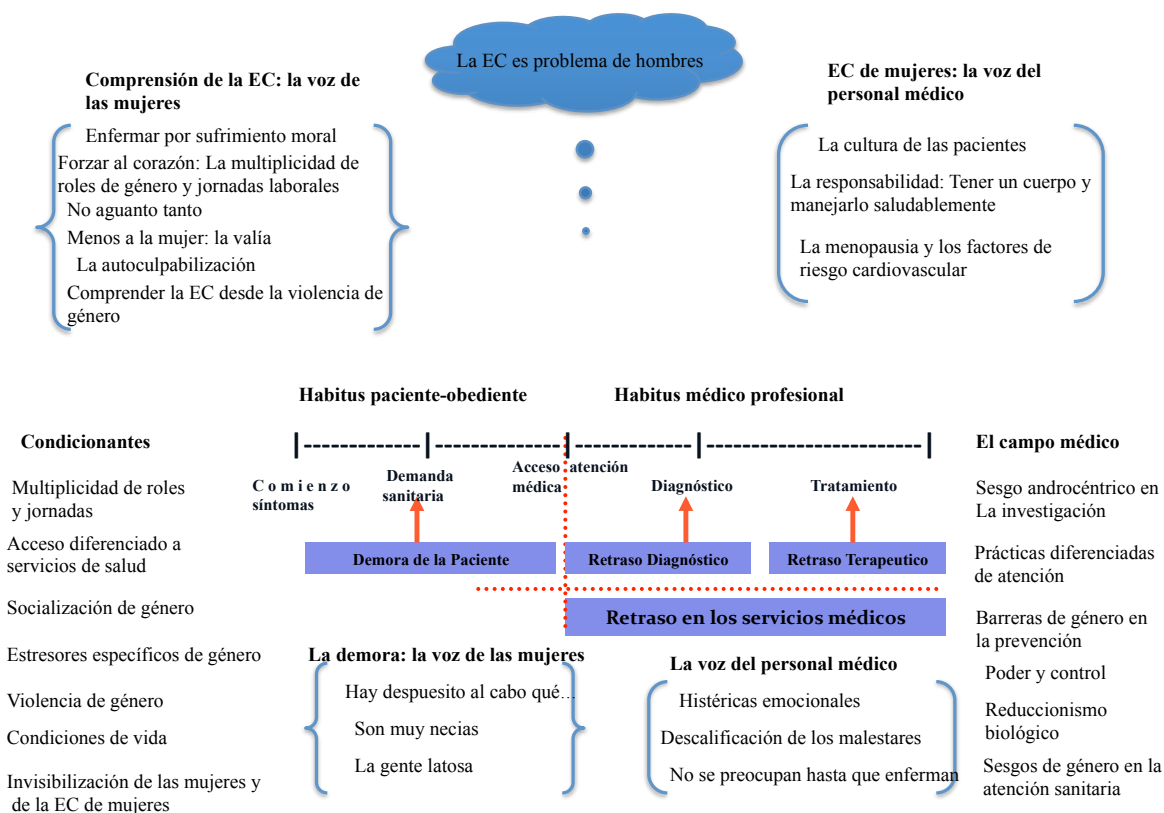 La EC es problema de hombres
Comprensión de la EC: la voz de
las mujeres
Enfermar por sufrimiento moral
Forzar al corazón: La multiplicidad de
roles de género y jornadas laborales
No aguanto tanto
Menos a la mujer: la valía
La autoculpabilización
Comprender la EC desde la violencia de
género
EC de mujeres: la voz del
personal médico
La cultura de las pacientes
La responsabilidad: Tener un cuerpo y
manejarlo saludablemente
La menopausia y los factores de
riesgo cardiovascular
Habitus paciente-obediente
Habitus médico profesional
Condicionantes
Multiplicidad de roles
y jornadas
Acceso diferenciado a
servicios de salud
Socialización de género
Estresores específicos de género
Violencia de género
Condiciones de vida
Invisibilización de las mujeres y
de la EC de mujeres
Comienzo
síntomas
Demanda
sanitaria
Acceso atención
médica
Diagnóstico
Tratamiento
Demora de la Paciente
Retraso Diagnóstico
Retraso Terapeutico
Retraso en los servicios médicos
La demora: la voz de las mujeres
Hay despuesito al cabo qué...
Son muy necias
La gente latosa
La voz del personal médico
Histéricas emocionales
Descalificación de los malestares
No se preocupan hasta que enferman
El campo médico
Sesgo androcéntrico en
La investigación
Prácticas diferenciadas
de atención
Barreras de género en
la prevención
Poder y control
Reduccionismo
biológico
Sesgos de género en la
atención sanitaria